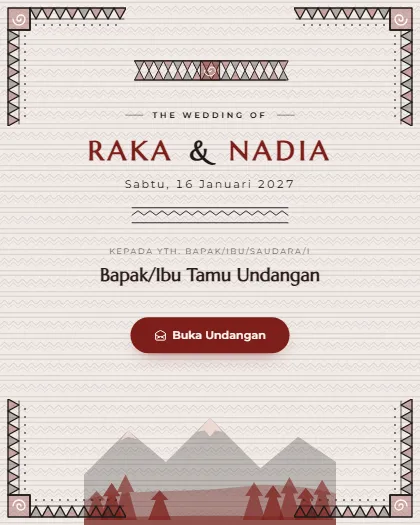 THE WEDDING OF
RAKA & NADIA
Sabtu, 16 Januari 2027
KEPADA YTH. BAPAK/IBU/SAUDARA/I
Bapak/Ibu Tamu Undangan
Buka Undangan